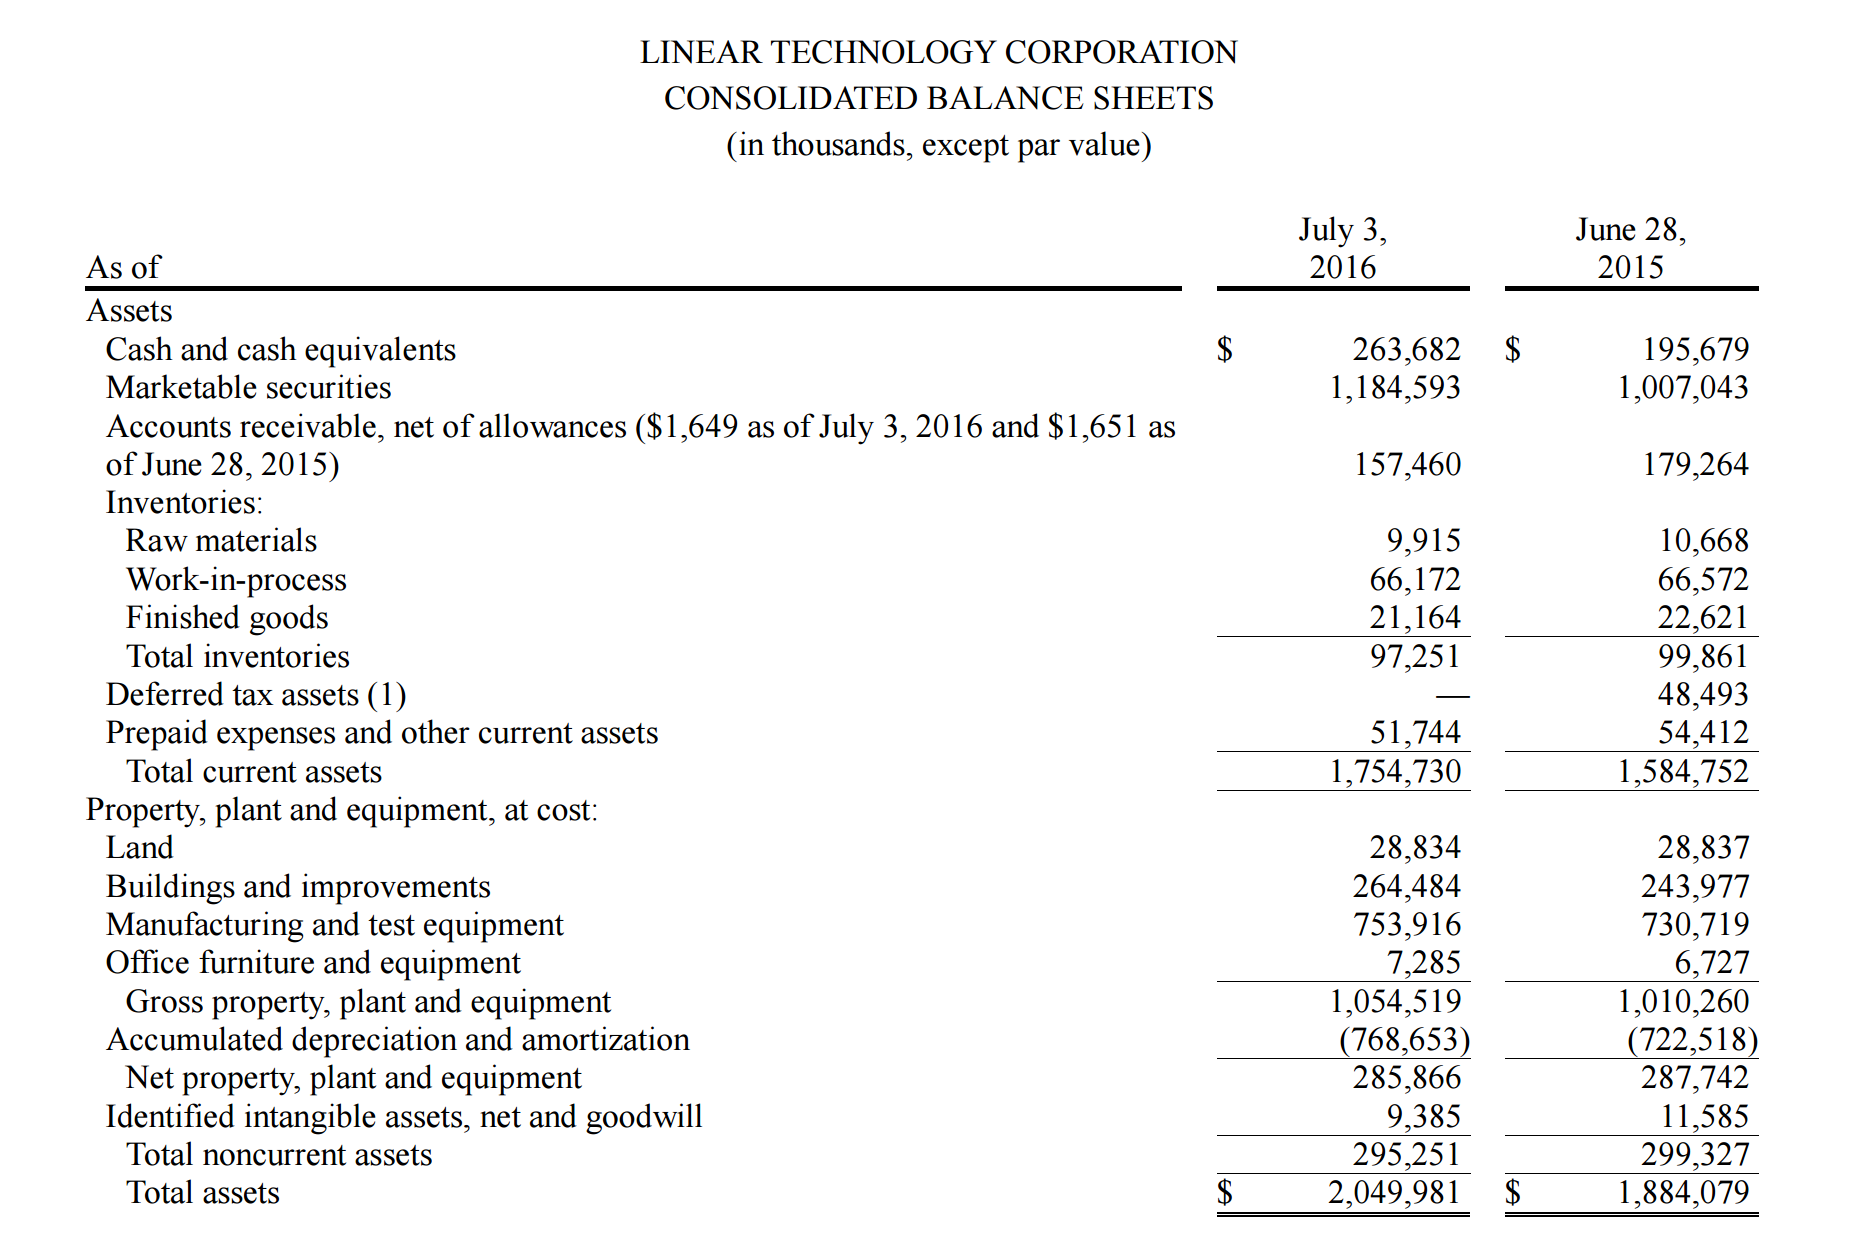 LINEAR TECHNOLOGY CORPORATION
CONSOLIDATED BALANCE SHEETS
(in thousands, except par value)
July 3, June 28,
As of 2016 2015
Assets
Cash and cash equivalents $ 263,682 $ 195,679
Marketable securities 1,184,593 1,007,043
Accounts receivable, net of allowances ($1,649 as of July 3, 2016 and $1,651 as
of June 28, 2015) 157,460 179,264
Inventories:
Raw materials 9,915 10,668
Work-in-process 66,172 66,572
Finished goods 21,164 22,621
Total inventories 97,251 99,861
Deferred tax assets (1) — 48,493
Prepaid expenses and other current assets 51,744 54,412
Total current assets 1,754,730 1,584,752
Property, plant and equipment, at cost:
Land 28,834 28,837
Buildings and improvements 264,484 243,977
Manufacturing and test equipment 753,916 730,719
Office furniture and equipment 7,285 6,727
Gross property, plant and equipment 1,054,519 1,010,260
Accumulated depreciation and amortization (768,653) (722,518)
Net property, plant and equipment 285,866 287,742
Identified intangible assets, net and goodwill 9,385 11,585
Total noncurrent assets 295,251 299,327
Total assets $ 2,049,981 $ 1,884,079